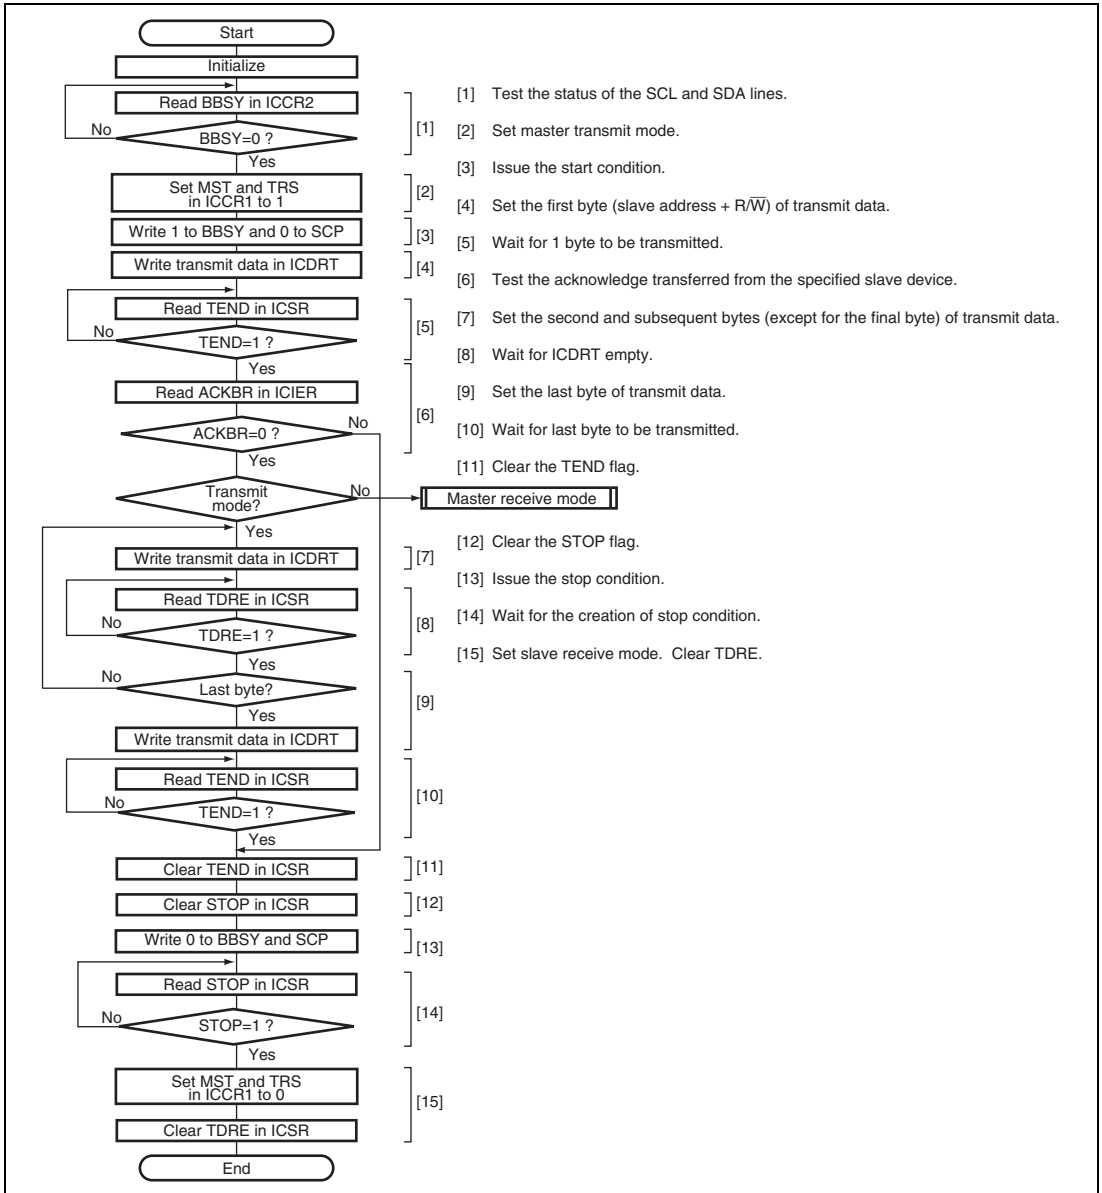 Start
Initialize
Read BBSY in ICCR2
No
BBSY=0 ?
[1]
Yes
Set MST and TRS
in ICCR1 to 1
[2]
Write 1 to BBSY and 0 to SCP
[3]
Write transmit data in ICDRT
[4]
Read TEND in ICSR
No
TEND=1 ?
[5]
Yes
Read ACKBR in ICIER
[6]
ACKBR=0 ?
No
Yes
Transmit
mode?
No
Master receive mode
Yes
Write transmit data in ICDRT
[7]
Read TDRE in ICSR
No
TDRE=1 ?
[8]
Yes
No
Last byte?
[9]
Yes
Write transmit data in ICDRT
Read TEND in ICSR
No
TEND=1 ?
[10]
Yes
Clear TEND in ICSR
[11]
Clear STOP in ICSR
[12]
Write 0 to BBSY and SCP
[13]
Read STOP in ICSR
No
STOP=1 ?
[14]
Yes
Set MST and TRS
in ICCR1 to 0
[15]
Clear TDRE in ICSR
End
[1] Test the status of the SCL and SDA lines.
[2] Set master transmit mode.
[3] Issue the start condition.
[4] Set the first byte (slave address + R/W̅) of transmit data.
[5] Wait for 1 byte to be transmitted.
[6] Test the acknowledge transferred from the specified slave device.
[7] Set the second and subsequent bytes (except for the final byte) of transmit data.
[8] Wait for ICDRT empty.
[9] Set the last byte of transmit data.
[10] Wait for last byte to be transmitted.
[11] Clear the TEND flag.
[12] Clear the STOP flag.
[13] Issue the stop condition.
[14] Wait for the creation of stop condition.
[15] Set slave receive mode. Clear TDRE.